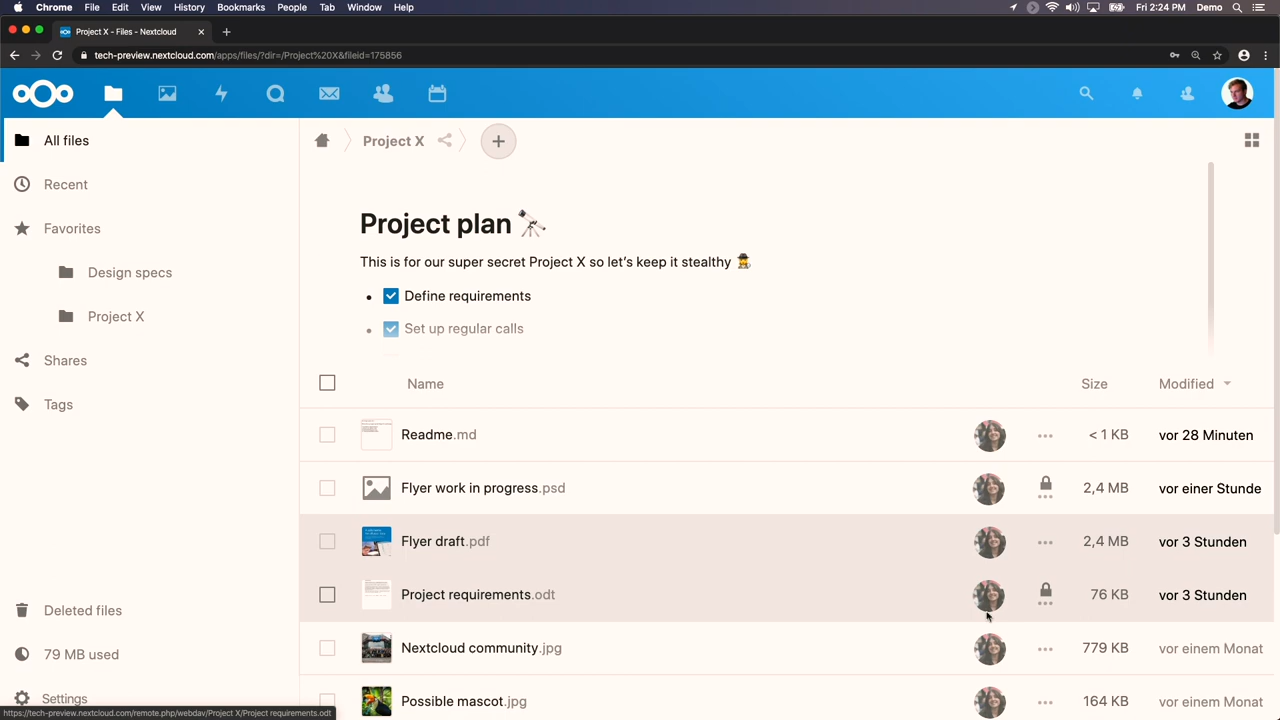 Chrome File Edit View History Bookmarks People Tab Window Help Fri 2:24 PM Demo
Project X - Files - Nextcloud
tech-preview.nextcloud.com/apps/files/?dir=/Project%20X&fileid=175856
All files
Recent
Favorites
Design specs
Project X
Shares
Tags
Deleted files
79 MB used
Settings
https://tech-preview.nextcloud.com/remote.php/webdav/Project X/Project requirements.odt
Project X
Project plan
This is for our super secret Project X so let’s keep it stealthy
Define requirements
Set up regular calls
Name Size Modified
Readme.md < 1 KB vor 28 Minuten
Flyer work in progress.psd 2,4 MB vor einer Stunde
Flyer draft.pdf 2,4 MB vor 3 Stunden
Project requirements.odt 76 KB vor 3 Stunden
Nextcloud community.jpg 779 KB vor einem Monat
Possible mascot.jpg 164 KB vor einem Monat